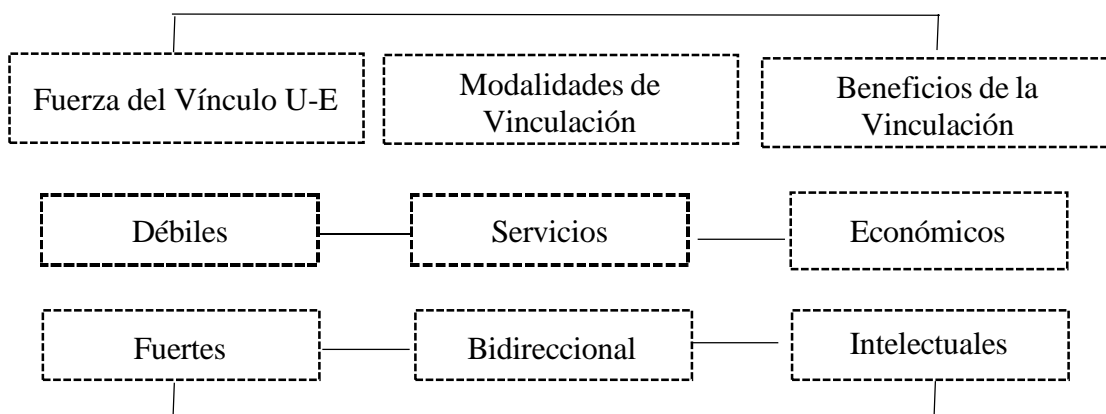 Fuerza del Vínculo U-E
Modalidades de
Vinculación
Beneficios de la
Vinculación
Débiles
Servicios
Económicos
Fuertes
Bidireccional
Intelectuales